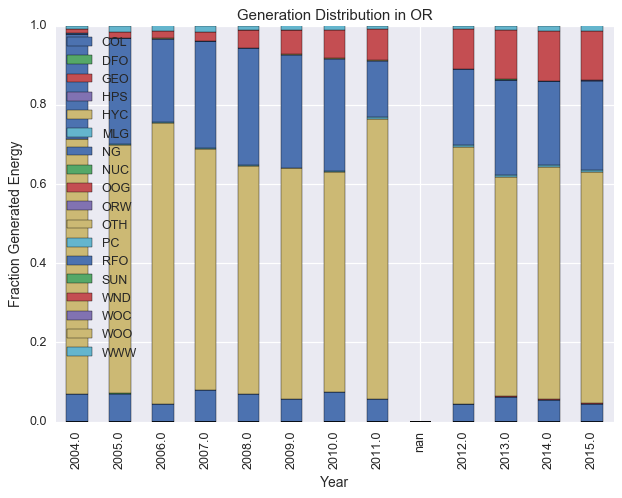 Generation Distribution in OR
1.0
0.8
0.6
0.4
0.2
0.0
Fraction Generated Energy
COL
DFO
GEO
HPS
HYC
MLG
NG
NUC
OOG
ORW
OTH
PC
RFO
SUN
WND
WOC
WOO
WWW
2004.0
2005.0
2006.0
2007.0
2008.0
2009.0
2010.0
2011.0
nan
2012.0
2013.0
2014.0
2015.0
Year